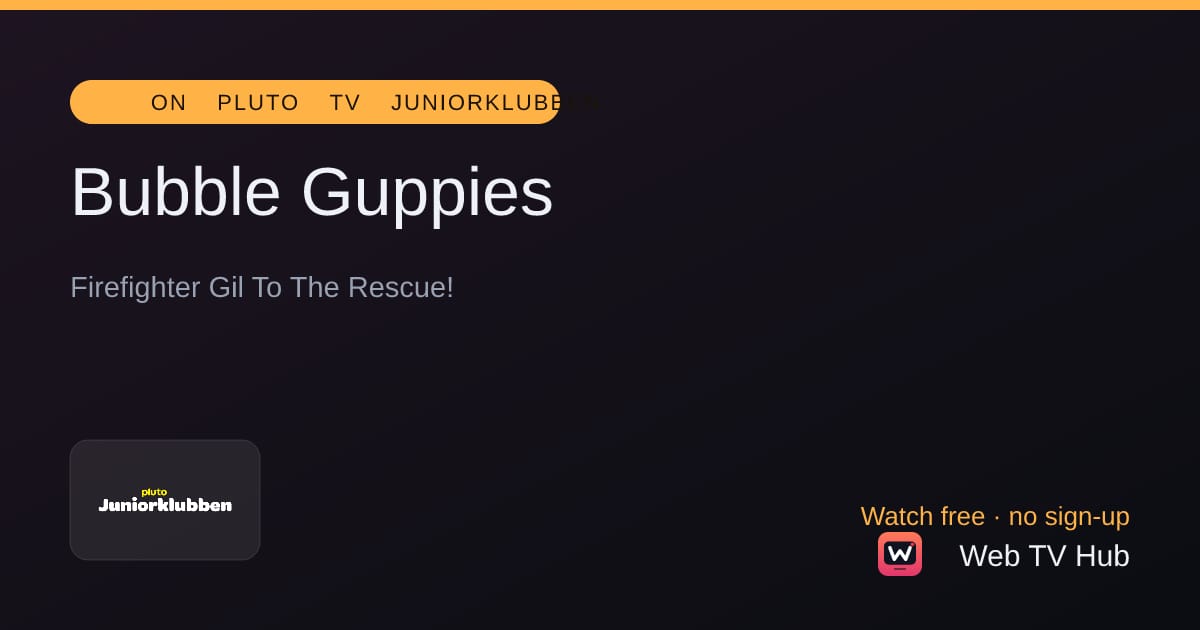 ON PLUTO TV JUNIORKLUBBEN
Bubble Guppies
Firefighter Gil To The Rescue!
pluto
Juniorklubben
Watch free · no sign-up
W
Web TV Hub